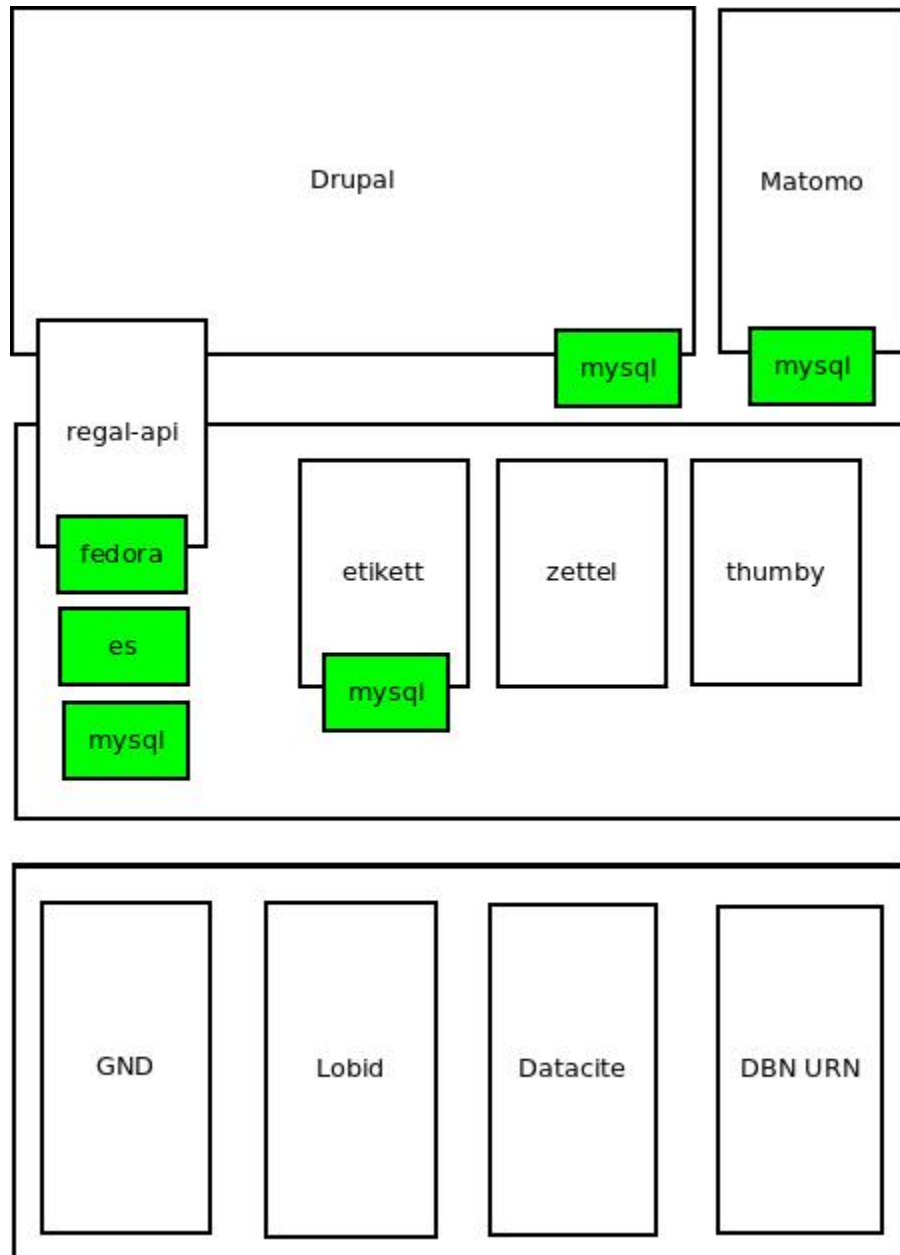 Drupal
Matomo
mysql
mysql
regal-api
fedora
es
mysql
etikett
mysql
zettel
thumby
GND
Lobid
Datacite
DBN URN